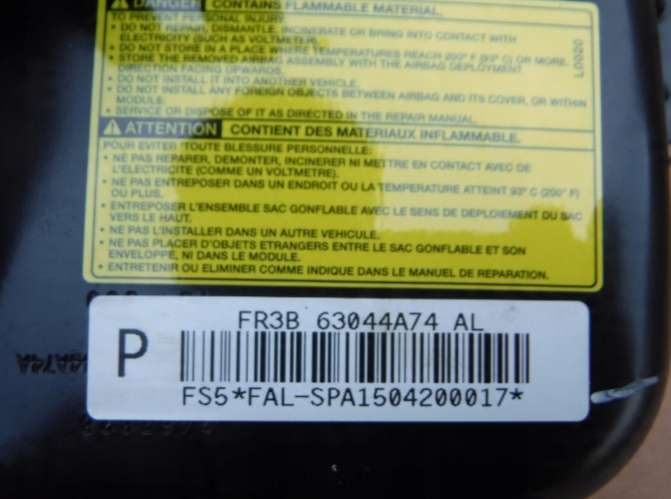 DANGER CONTAINS FLAMMABLE MATERIAL.
TO PREVENT PERSONAL INJURY:
• DO NOT REPAIR, DISMANTLE, INCINERATE OR BRING INTO CONTACT WITH
ELECTRICITY (SUCH AS VOLTMETER).
• DO NOT STORE IN A PLACE WHERE TEMPERATURES REACH 200° F (93° C) OR MORE.
• STORE THE REMOVED AIRBAG ASSEMBLY WITH THE AIRBAG DEPLOYMENT
DIRECTION FACING UPWARDS.
• DO NOT INSTALL IT INTO ANOTHER VEHICLE.
• DO NOT INSTALL ANY FOREIGN OBJECTS BETWEEN AIRBAG AND ITS COVER, OR WITHIN
MODULE.
• SERVICE OR DISPOSE OF IT AS DIRECTED IN THE REPAIR MANUAL.
L0020
ATTENTION CONTIENT DES MATERIAUX INFLAMMABLE.
POUR EVITER TOUTE BLESSURE PERSONNELLE:
• NE PAS REPARER, DEMONTER, INCINERER NI METTRE EN CONTACT AVEC DE
L'ELECTRICITE (COMME UN VOLTMETRE).
• NE PAS ENTREPOSER DANS UN ENDROIT OU LA TEMPERATURE ATTEINT 93° C (200° F)
OU PLUS.
• ENTREPOSER L'ENSEMBLE SAC GONFLABLE AVEC LE SENS DE DEPLOIEMENT DU SAC
VERS LE HAUT.
• NE PAS L'INSTALLER DANS UN AUTRE VEHICULE.
• NE PAS PLACER D'OBJETS ETRANGERS ENTRE LE SAC GONFLABLE ET SON
ENVELOPPE, NI DANS LE MODULE.
• ENTRETENIR OU ELIMINER COMME INDIQUE DANS LE MANUEL DE REPARATION.
FR3B 63044A74 AL
P
FS5*FAL-SPA1504200017*